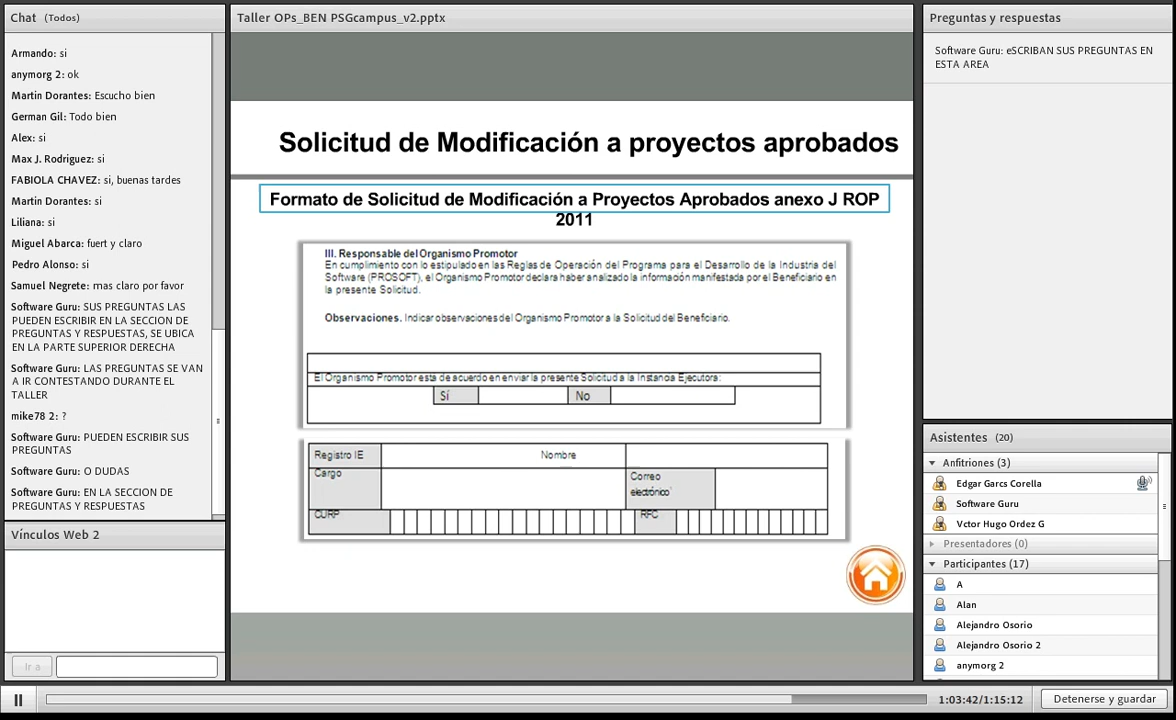 Chat (Todos)
Armando: si
anymorg 2: ok
Martin Dorantes: Escucho bien
German Gil: Todo bien
Alex: si
Max J. Rodriguez: si
FABIOLA CHAVEZ: si, buenas tardes
Martin Dorantes: si
Liliana: si
Miguel Abarca: fuert y claro
Pedro Alonso: si
Samuel Negrete: mas claro por favor
Software Guru: SUS PREGUNTAS LAS
PUEDEN ESCRIBIR EN LA SECCION DE
PREGUNTAS Y RESPUESTAS, SE UBICA
EN LA PARTE SUPERIOR DERECHA
Software Guru: LAS PREGUNTAS SE VAN
A IR CONTESTANDO DURANTE EL
TALLER
mike78 2: ?
Software Guru: PUEDEN ESCRIBIR SUS
PREGUNTAS
Software Guru: O DUDAS
Software Guru: EN LA SECCION DE
PREGUNTAS Y RESPUESTAS
Vínculos Web 2
Ir a
Taller OPs_BEN PSGcampus_v2.pptx
Solicitud de Modificación a proyectos aprobados
Formato de Solicitud de Modificación a Proyectos Aprobados anexo J ROP
2011
III. Responsable del Organismo Promotor
En cumplimiento con lo estipulado en las Reglas de Operación del Programa para el Desarrollo de la Industria del
Software (PROSOFT), el Organismo Promotor declara haber analizado la información manifestada por el Beneficiario en
la presente Solicitud.
Observaciones. Indicar observaciones del Organismo Promotor a la Solicitud del Beneficiario.
El Organismo Promotor esta de acuerdo en enviar la presente Solicitud a la Instancia Ejecutora:
Sí No
Registro IE Nombre
Cargo Correo
electrónico
CURP RFC
Preguntas y respuestas
Software Guru: eSCRIBAN SUS PREGUNTAS EN
ESTA AREA
Asistentes (20)
Anfitriones (3)
Edgar Garcs Corella
Software Guru
Vctor Hugo Ordez G
Presentadores (0)
Participantes (17)
A
Alan
Alejandro Osorio
Alejandro Osorio 2
anymorg 2
1:03:42/1:15:12
Detenerse y guardar